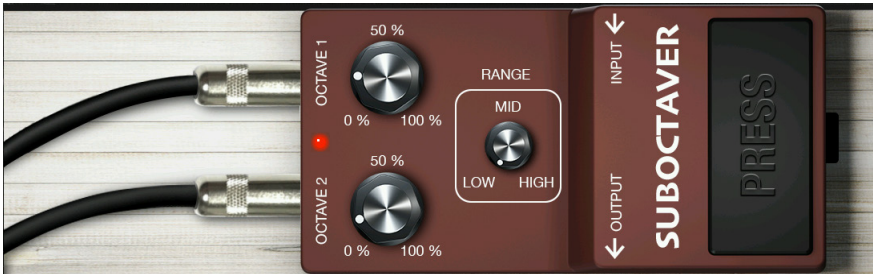 OCTAVE 1
50 %
0 %
100 %
OCTAVE 2
50 %
0 %
100 %
RANGE
MID
LOW
HIGH
INPUT
OUTPUT
SUBOCTAVER
PRESS